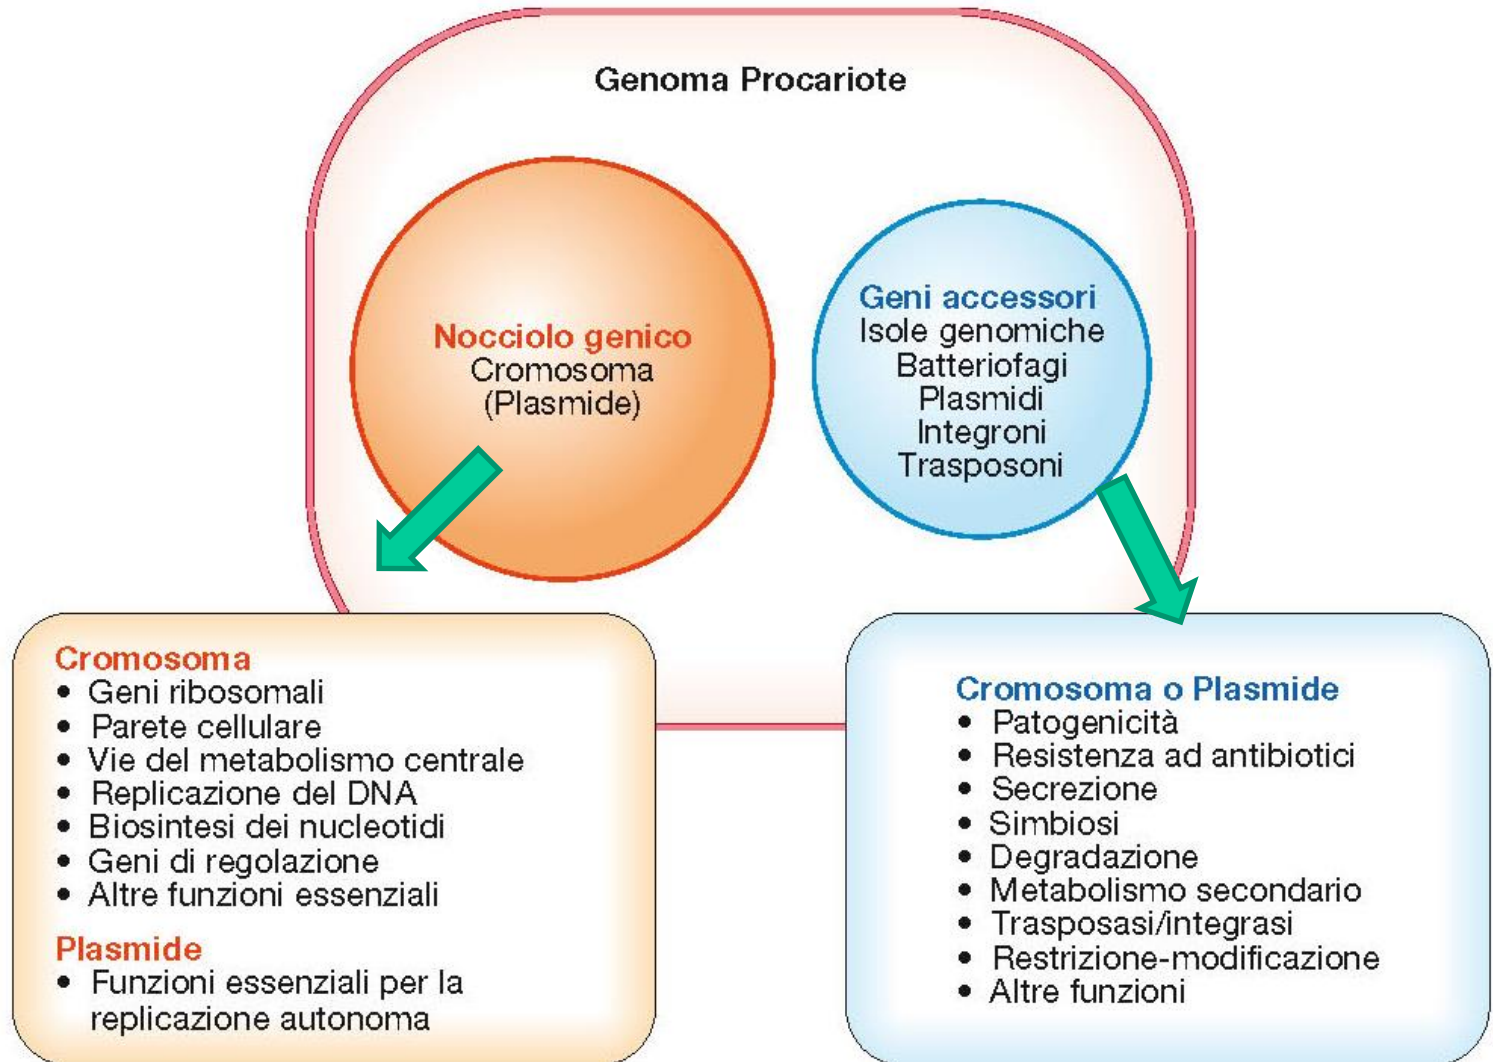 Genoma Procariote
Nocciolo genico
Cromosoma
(Plasmide)
Geni accessori
Isole genomiche
Batteriofagi
Plasmidi
Integroni
Trasposoni
Cromosoma
• Geni ribosomali
• Parete cellulare
• Vie del metabolismo centrale
• Replicazione del DNA
• Biosintesi dei nucleotidi
• Geni di regolazione
• Altre funzioni essenziali
Plasmide
• Funzioni essenziali per la
replicazione autonoma
Cromosoma o Plasmide
• Patogenicità
• Resistenza ad antibiotici
• Secrezione
• Simbiosi
• Degradazione
• Metabolismo secondario
• Trasposasi/integrasi
• Restrizione-modificazione
• Altre funzioni